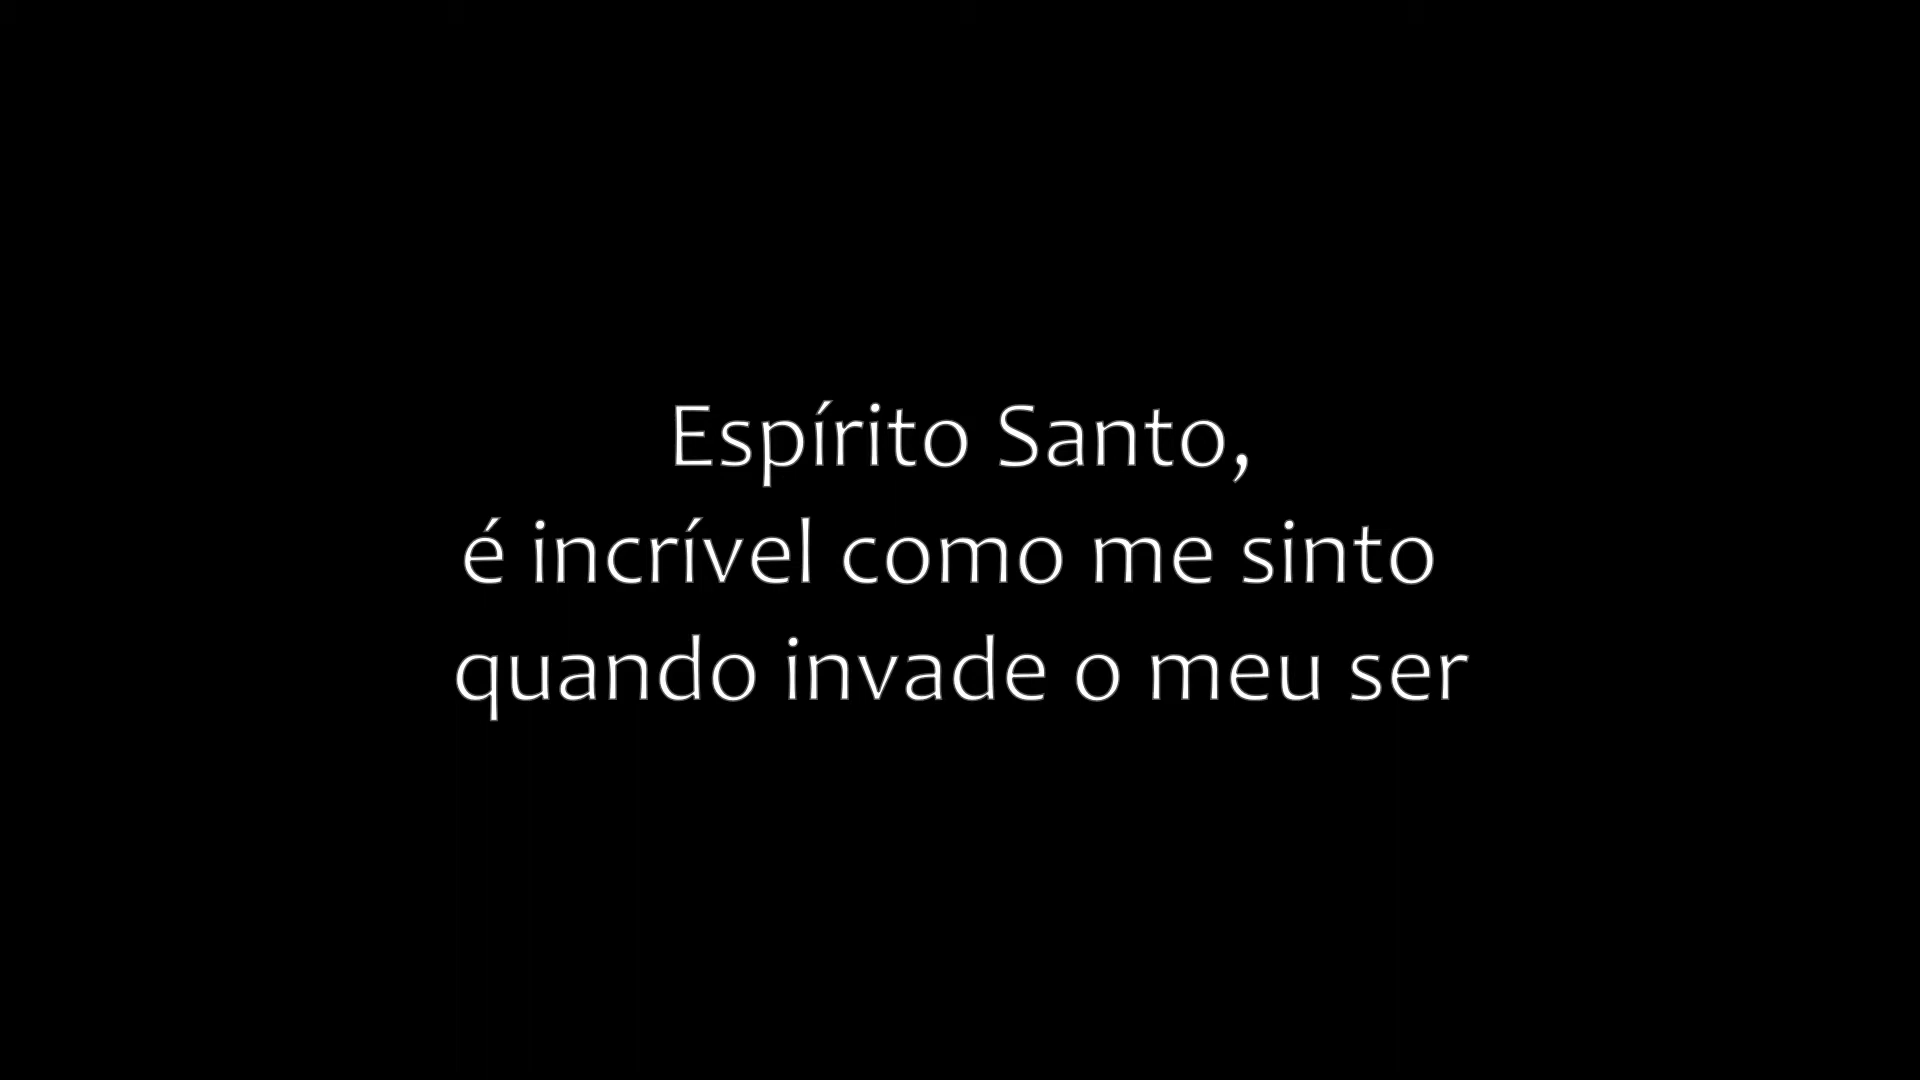 Espírito Santo,
é incrível como me sinto
quando invade o meu ser